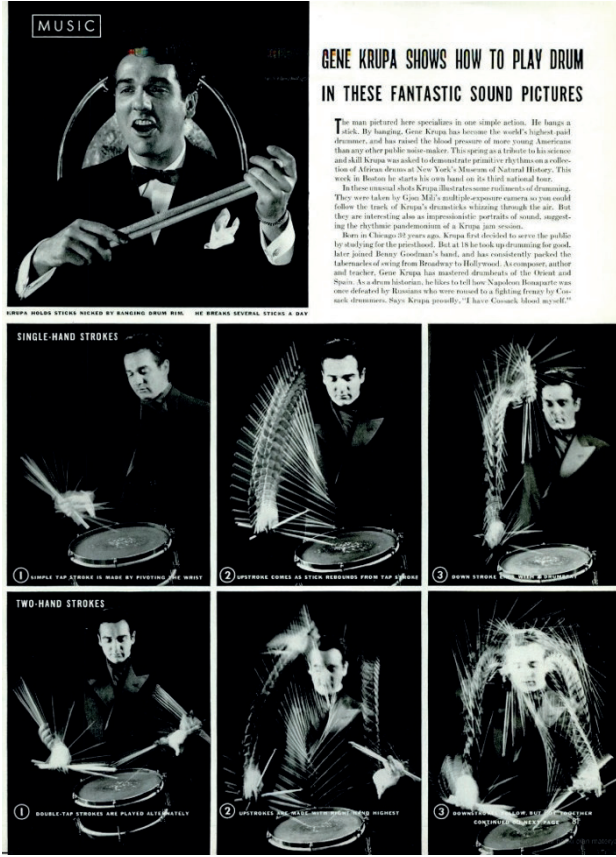 MUSIC
GENE KRUPA SHOWS HOW TO PLAY DRUM
IN THESE FANTASTIC SOUND PICTURES
The man pictured here specializes in one simple action. He bangs a
stick. By banging, Gene Krupa has become the world's highest-paid
drummer, and has raised the blood pressure of more young Americans
than any other public noise-maker. This spring as a tribute to his science
and skill Krupa was asked to demonstrate primitive rhythms on a collec-
tion of African drums at New York's Museum of Natural History. This
week in Boston he starts his own band on its third national tour.
In these unusual shots Krupa illustrates some rudiments of drumming.
They were taken by Gjon Mili's multiple-exposure camera so you could
follow the track of Krupa's drumsticks whizzing through the air. But
they are interesting also as impressionistic portraits of sound, suggest-
ing the rhythmic pandemonium of a Krupa jam session.
Born in Chicago 32 years ago, Krupa first decided to serve the public
by studying for the priesthood. But at 18 he took up drumming for good,
later joined Benny Goodman's band, and has consistently packed the
tabernacles of swing from Broadway to Hollywood. As composer, author
and teacher, Gene Krupa has mastered drumbeats of the Orient and
Spain. As a drum historian, he likes to tell how Napoleon Bonaparte was
once defeated by Russians who were roused to a fighting frenzy by Cos-
sack drummers. Says Krupa proudly, "I have Cossack blood myself."
KRUPA HOLDS STICKS NICKED BY BANGING DRUM RIM. HE BREAKS SEVERAL STICKS A DAY
SINGLE-HAND STROKES
1 SIMPLE TAP STROKE IS MADE BY PIVOTING THE WRIST
2 UPSTROKE COMES AS STICK REBOUNDS FROM TAP STROKE
3 DOWN STROKE WITH A
TWO-HAND STROKES
1 DOUBLE-TAP STROKES ARE PLAYED ALTERNATELY
2 UPSTROKES ARE MADE WITH RIGHT HAND HIGHEST
3 DOWNSTROKES FOLLOW, BUT TOGETHER
CONTINUED ON NEXT PAGE